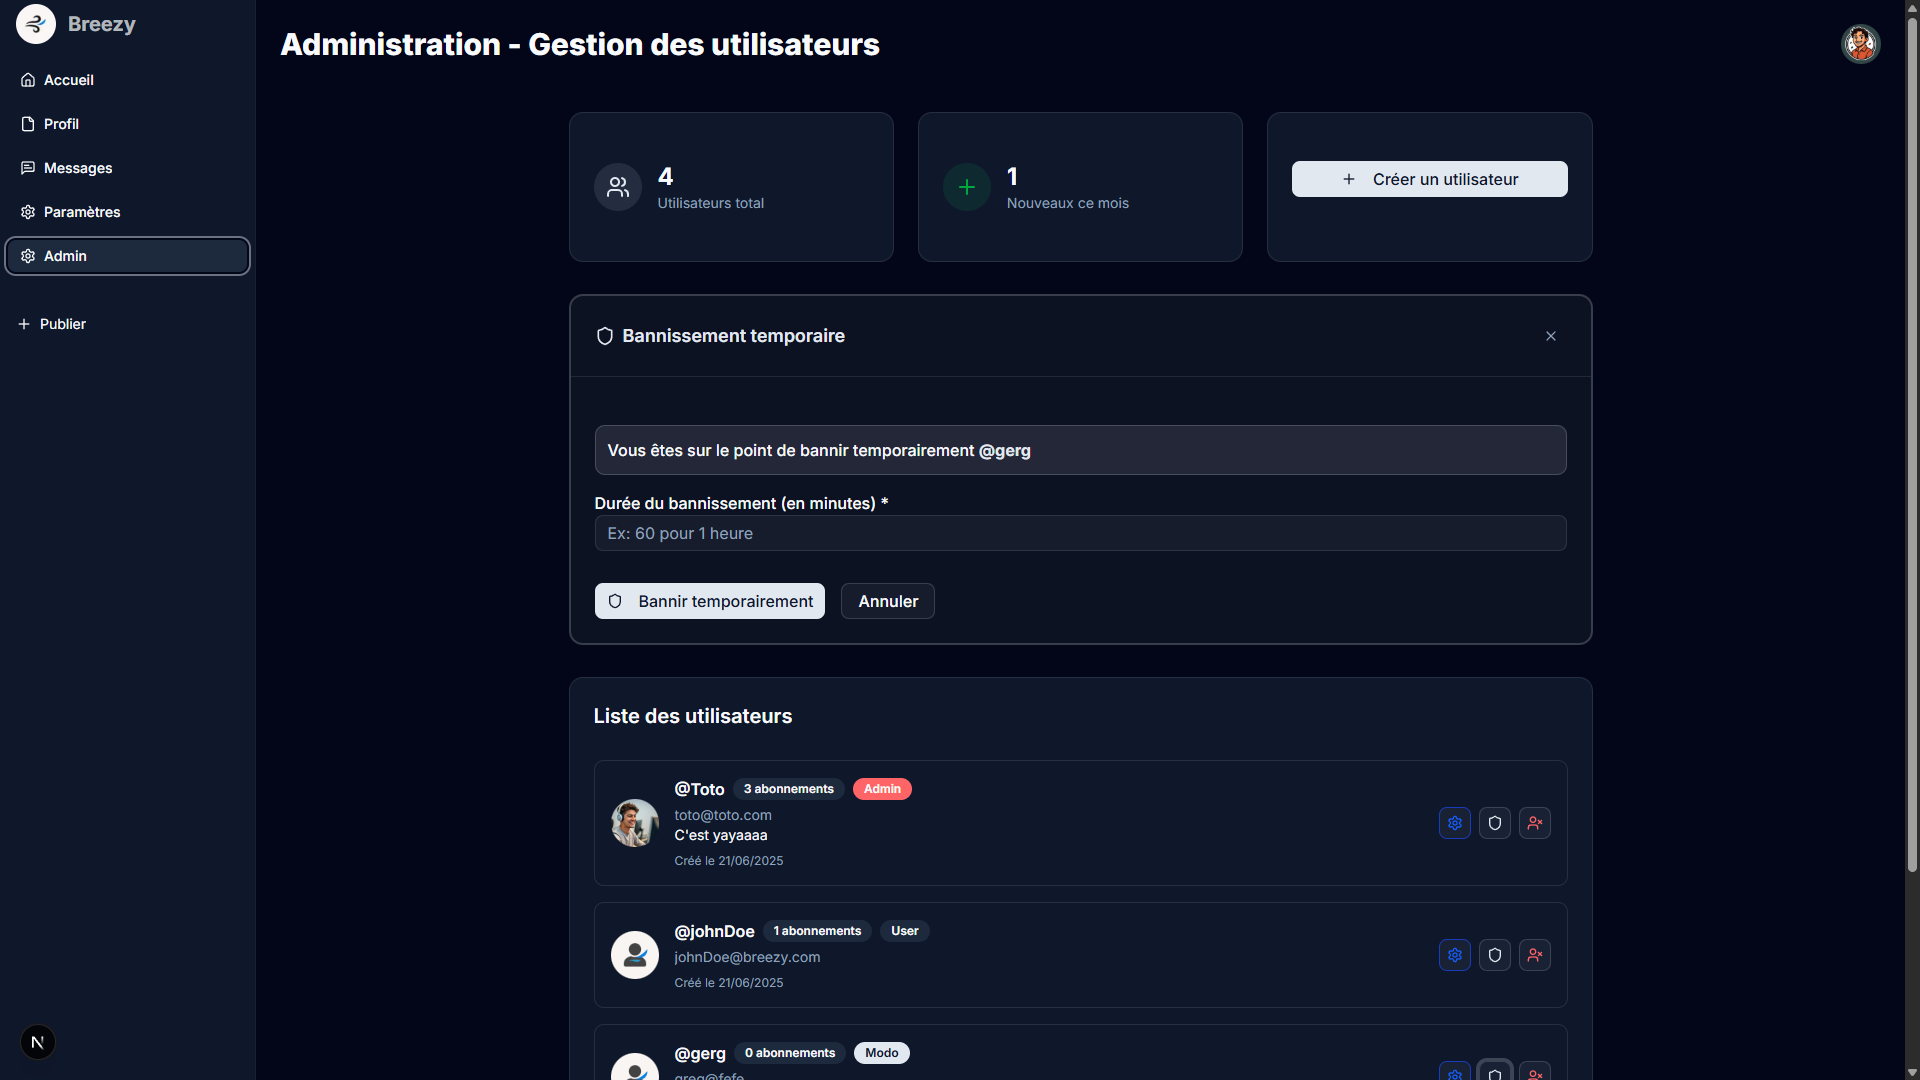 Breezy
Accueil
Profil
Messages
Paramètres
Admin
Publier
Administration - Gestion des utilisateurs
4
Utilisateurs total
1
Nouveaux ce mois
Créer un utilisateur
Bannissement temporaire
Vous êtes sur le point de bannir temporairement @gerg
Durée du bannissement (en minutes) *
Ex: 60 pour 1 heure
Bannir temporairement
Annuler
Liste des utilisateurs
@Toto 3 abonnements Admin
toto@toto.com
C'est yayaaaa
Créé le 21/06/2025
@johnDoe 1 abonnements User
johnDoe@breezy.com
Créé le 21/06/2025
@gerg 0 abonnements Modo
N